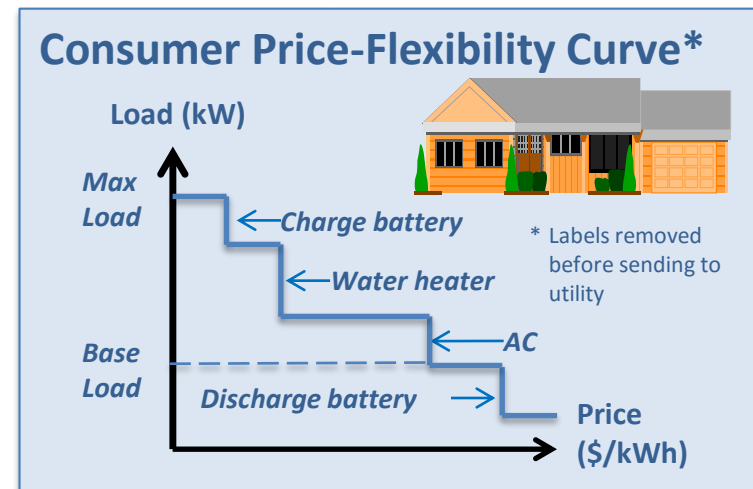 Consumer Price-Flexibility Curve*
Load (kW)
Max
Load
Charge battery
* Labels removed
before sending to
utility
Water heater
Base
Load
AC
Discharge battery
Price
($/kWh)